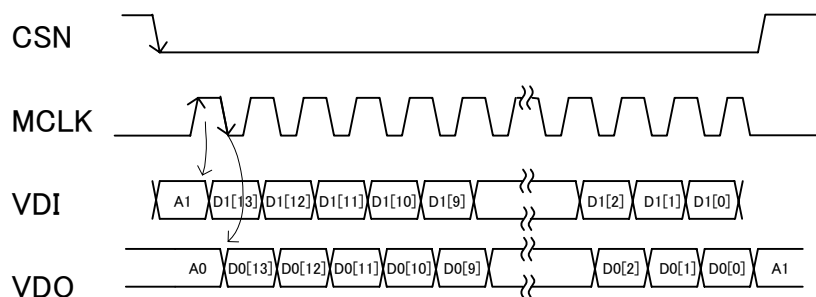 CSN
MCLK
VDI A1 D1[13] D1[12] D1[11] D1[10] D1[9] D1[2] D1[1] D1[0]
VDO A0 D0[13] D0[12] D0[11] D0[10] D0[9] D0[2] D0[1] D0[0] A1